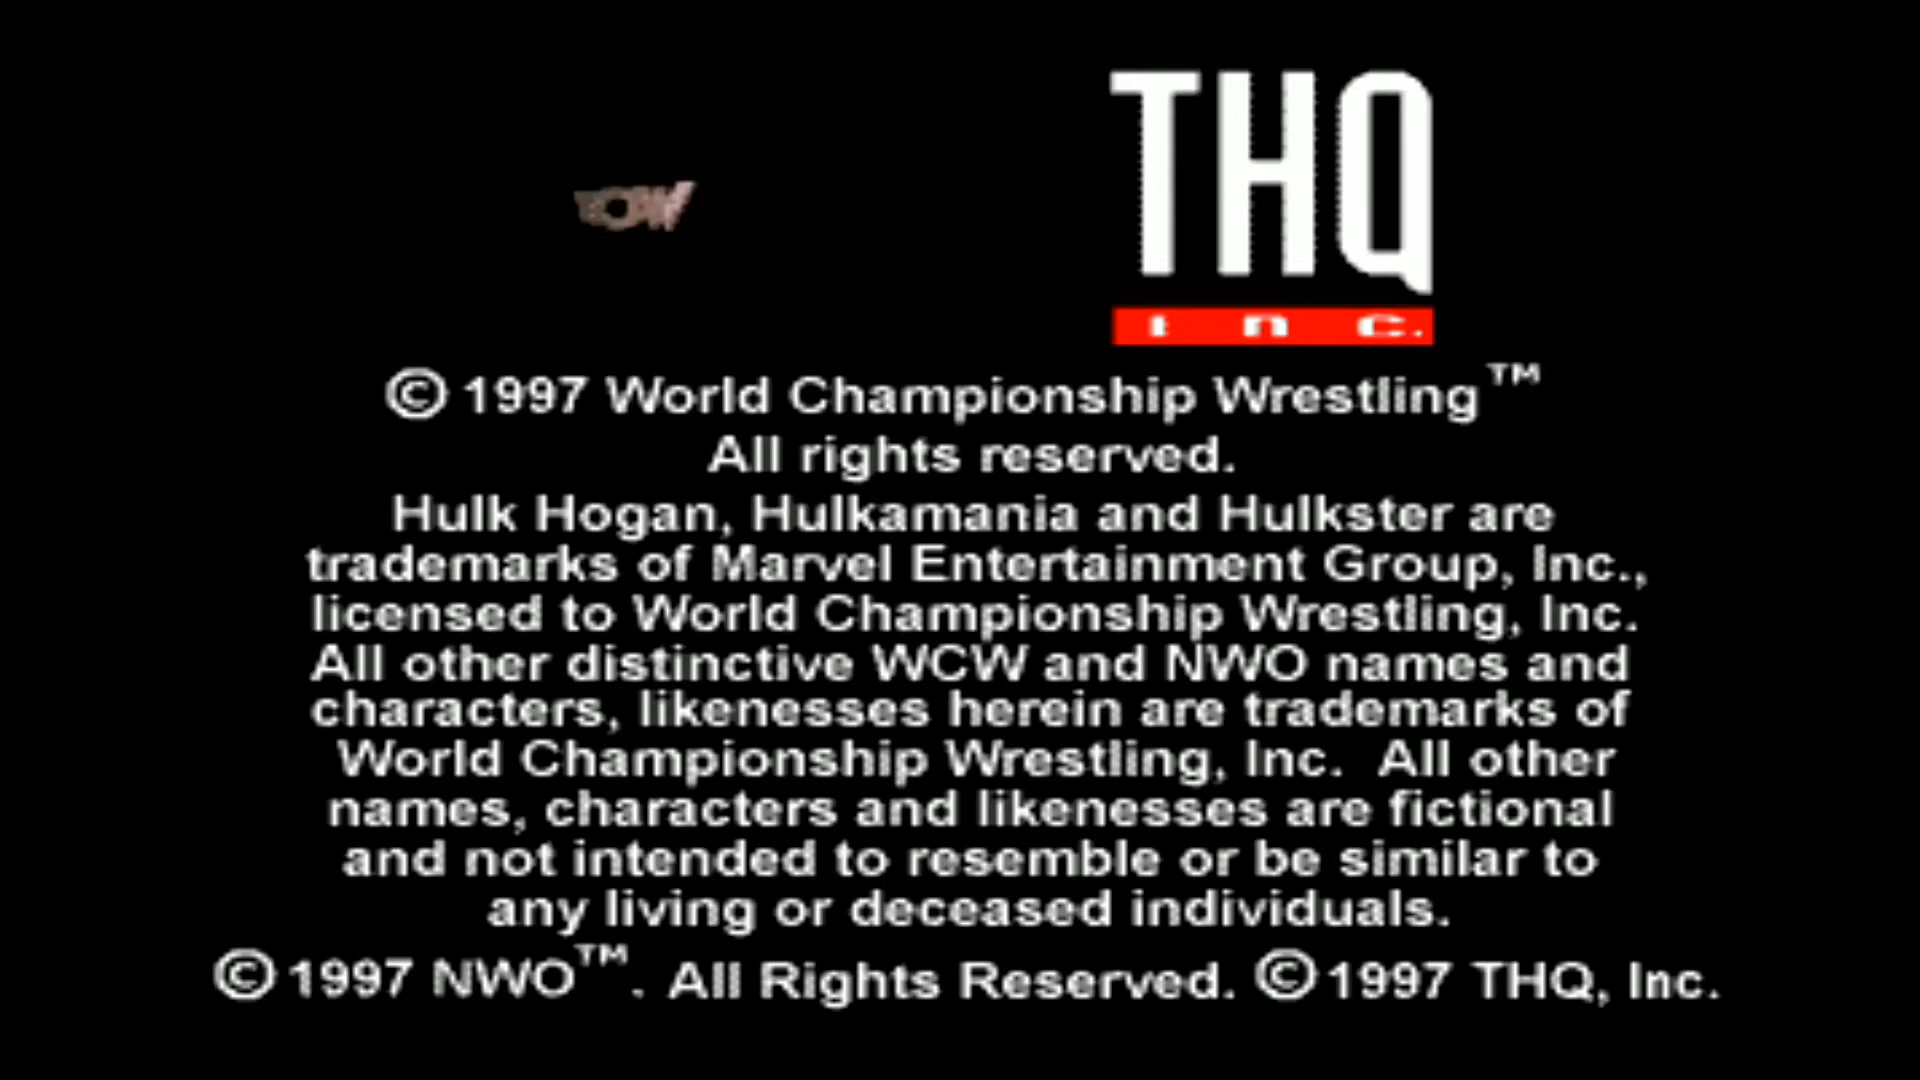 THQ
inc.
© 1997 World Championship Wrestling™
All rights reserved.
Hulk Hogan, Hulkamania and Hulkster are
trademarks of Marvel Entertainment Group, Inc.,
licensed to World Championship Wrestling, Inc.
All other distinctive WCW and NWO names and
characters, likenesses herein are trademarks of
World Championship Wrestling, Inc. All other
names, characters and likenesses are fictional
and not intended to resemble or be similar to
any living or deceased individuals.
© 1997 NWO™. All Rights Reserved. © 1997 THQ, Inc.